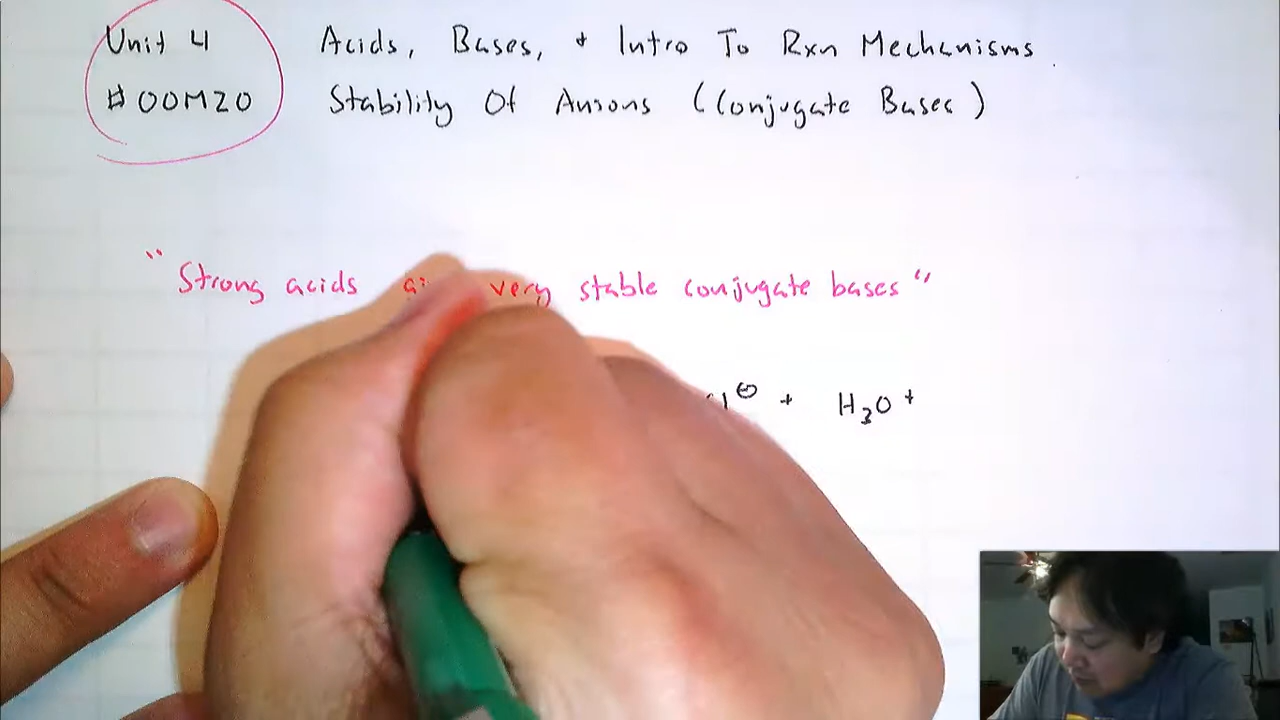 Unit 4 Acids, Bases, + Intro To Rxn Mechanisms
#00M20 Stability Of Anions (Conjugate Bases)
"Strong acids very stable conjugate bases"
+ H₃O+